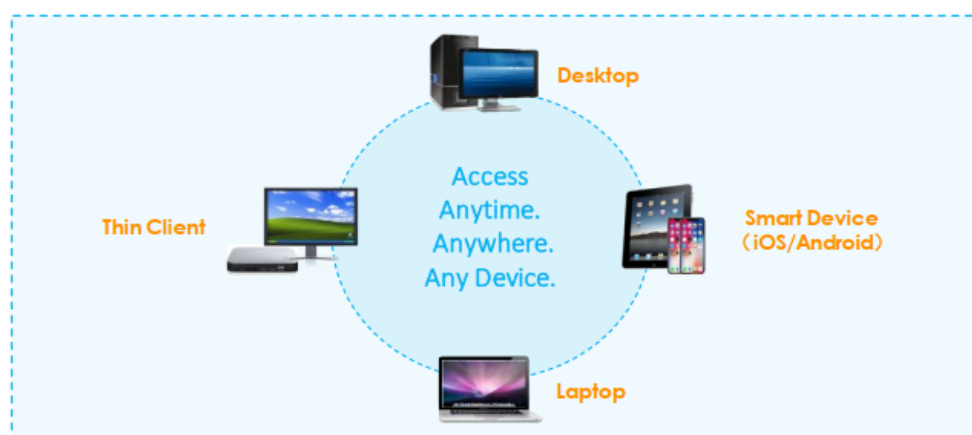 Desktop
Access
Anytime.
Anywhere.
Any Device.
Thin Client
Smart Device
（iOS/Android）
Laptop